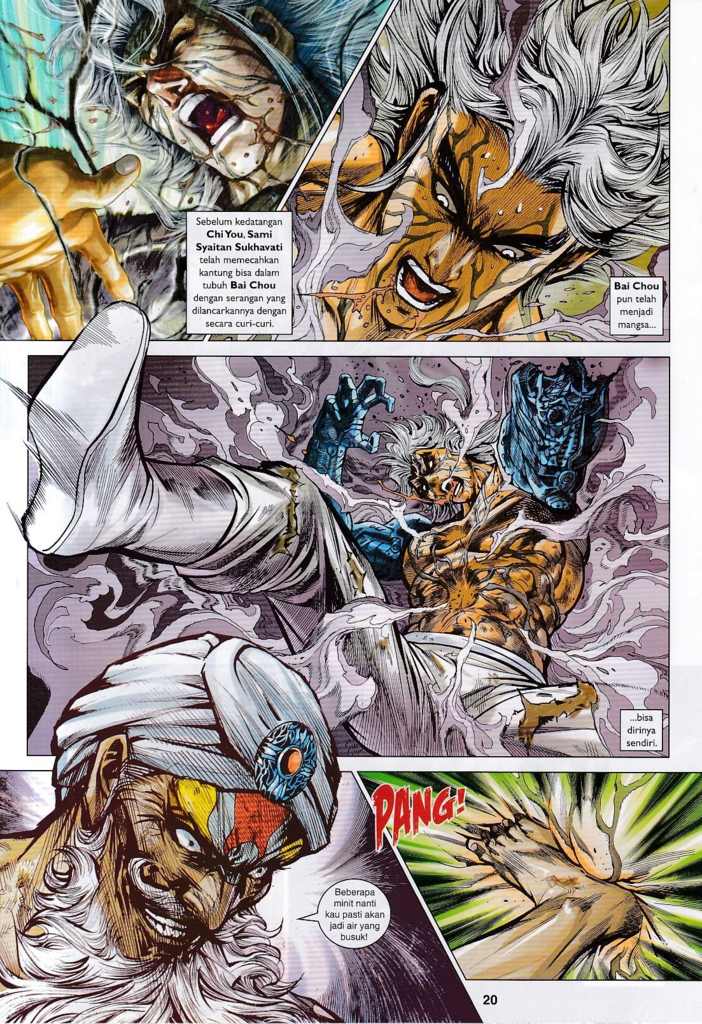 Sebelum kedatangan
Chi You, Sami
Syaitan Sukhavati
telah memecahkan
kantung bisa dalam
tubuh Bai Chou
dengan serangan yang
dilancarkannya dengan
secara curi-curi.
Bai Chou
pun telah
menjadi
mangsa...
...bisa
dirinya
sendiri.
Beberapa
minit nanti
kau pasti akan
jadi air yang
busuk!
PANG!
20